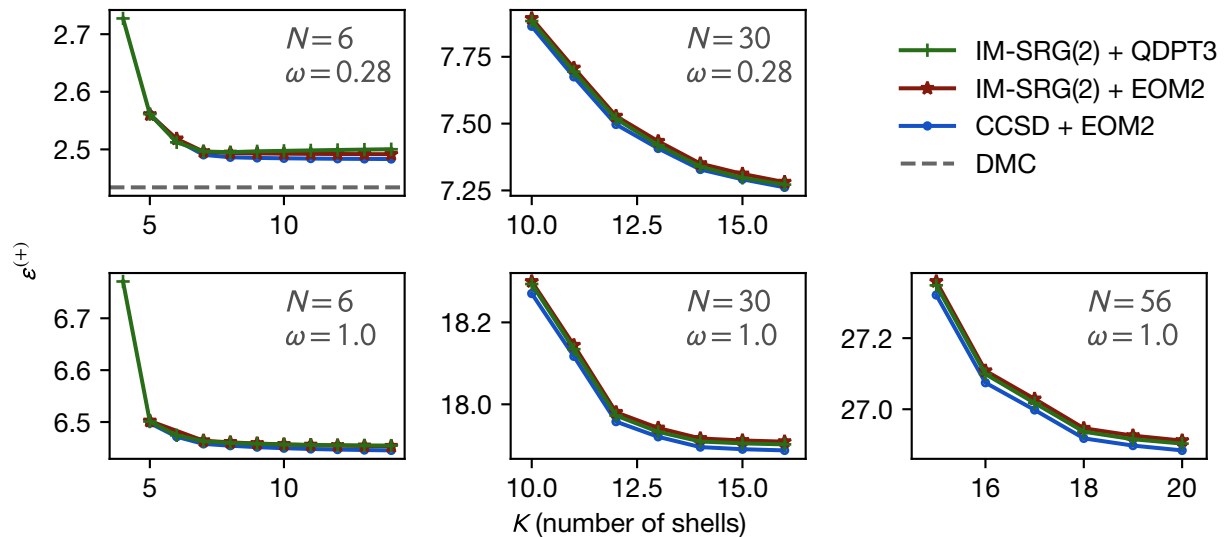 2.7
2.6
2.5
5
10
N=6
ω=0.28
7.75
7.50
7.25
10.0
12.5
15.0
N=30
ω=0.28
IM-SRG(2) + QDPT3
IM-SRG(2) + EOM2
CCSD + EOM2
DMC
ε(+)
6.7
6.6
6.5
5
10
N=6
ω=1.0
18.2
18.0
10.0
12.5
15.0
N=30
ω=1.0
27.2
27.0
16
18
20
N=56
ω=1.0
K (number of shells)